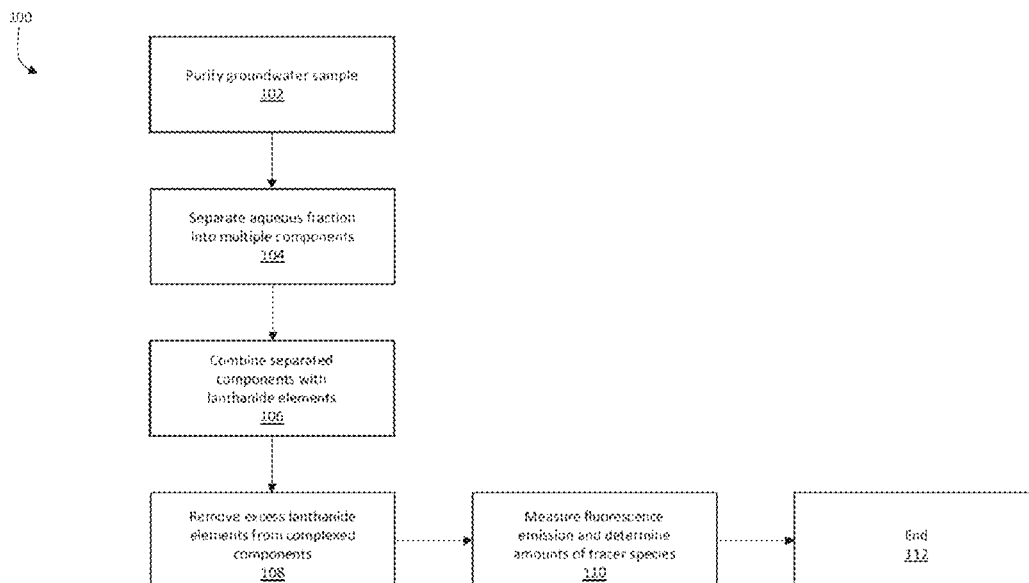 100
Purify groundwater sample
102
Separate aqueous fraction
into multiple components
104
Combine separated
components with
lanthanide elements
106
Remove excess lanthanide
elements from complexed
components
108
Measure fluorescence
emission and determine
amounts of tracer species
110
End
112